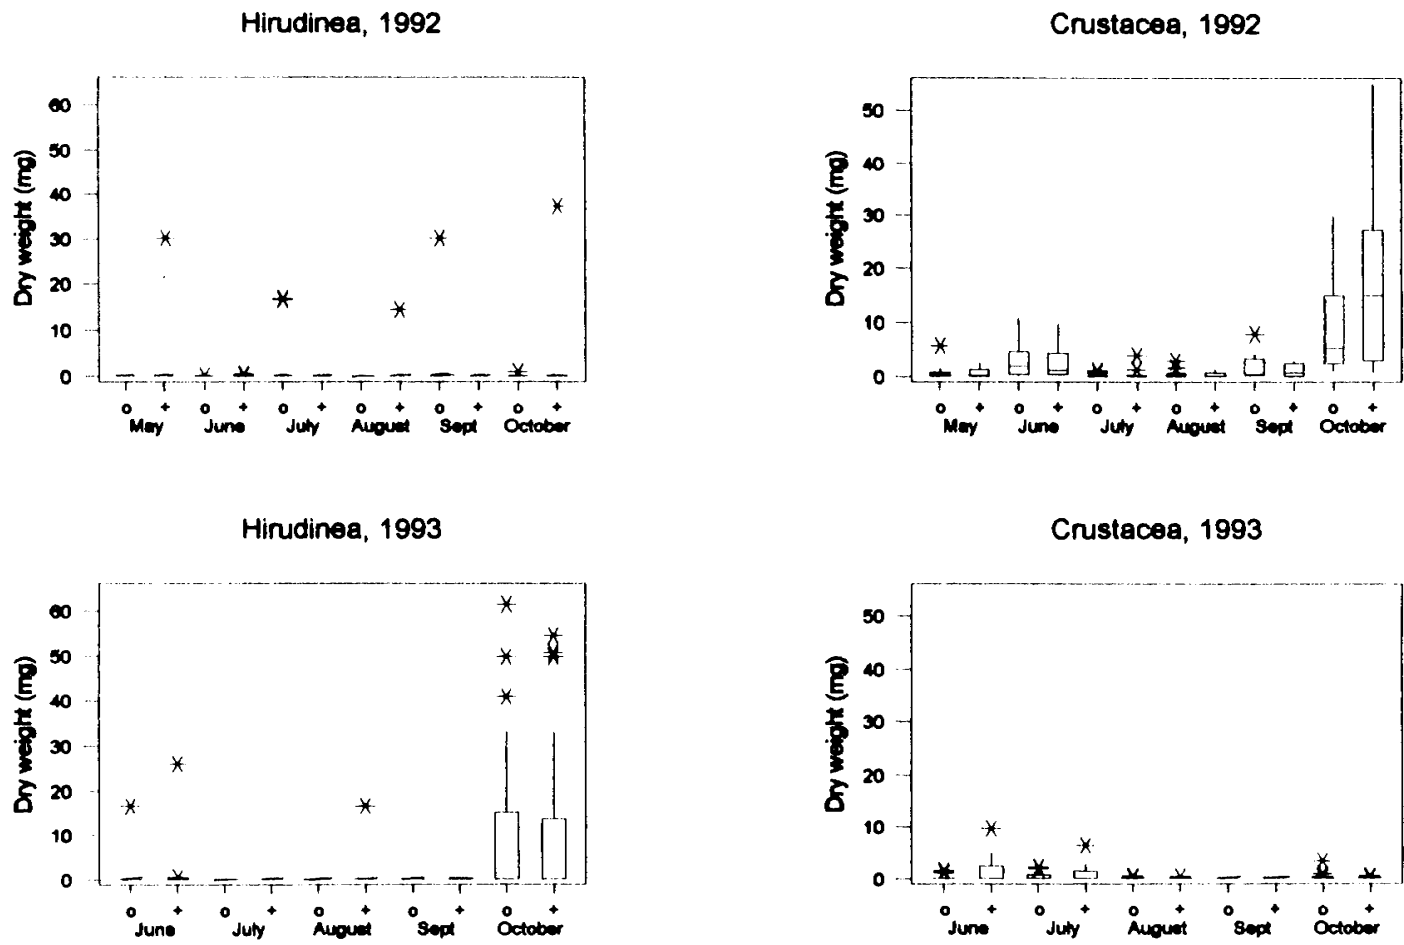 Hirudinea, 1992
Dry weight (mg)
60
50
40
30
20
10
0
o + o + o + o + o + o +
May June July August Sept October
Crustacea, 1992
Dry weight (mg)
50
40
30
20
10
0
o + o + o + o + o + o +
May June July August Sept October
Hirudinea, 1993
Dry weight (mg)
60
50
40
30
20
10
0
o + o + o + o + o +
June July August Sept October
Crustacea, 1993
Dry weight (mg)
50
40
30
20
10
0
o + o + o + o + o +
June July August Sept October